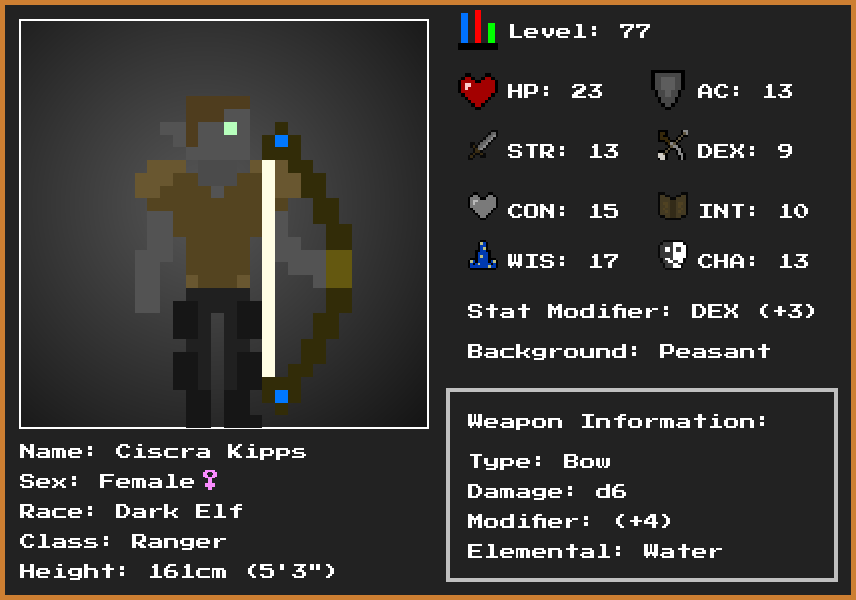 Level: 77
HP: 23
AC: 13
STR: 13
DEX: 9
CON: 15
INT: 10
WIS: 17
CHA: 13
Stat Modifier: DEX (+3)
Background: Peasant
Weapon Information:
Type: Bow
Damage: d6
Modifier: (+4)
Elemental: Water
Name: Ciscra Kipps
Sex: Female♀
Race: Dark Elf
Class: Ranger
Height: 161cm (5'3")